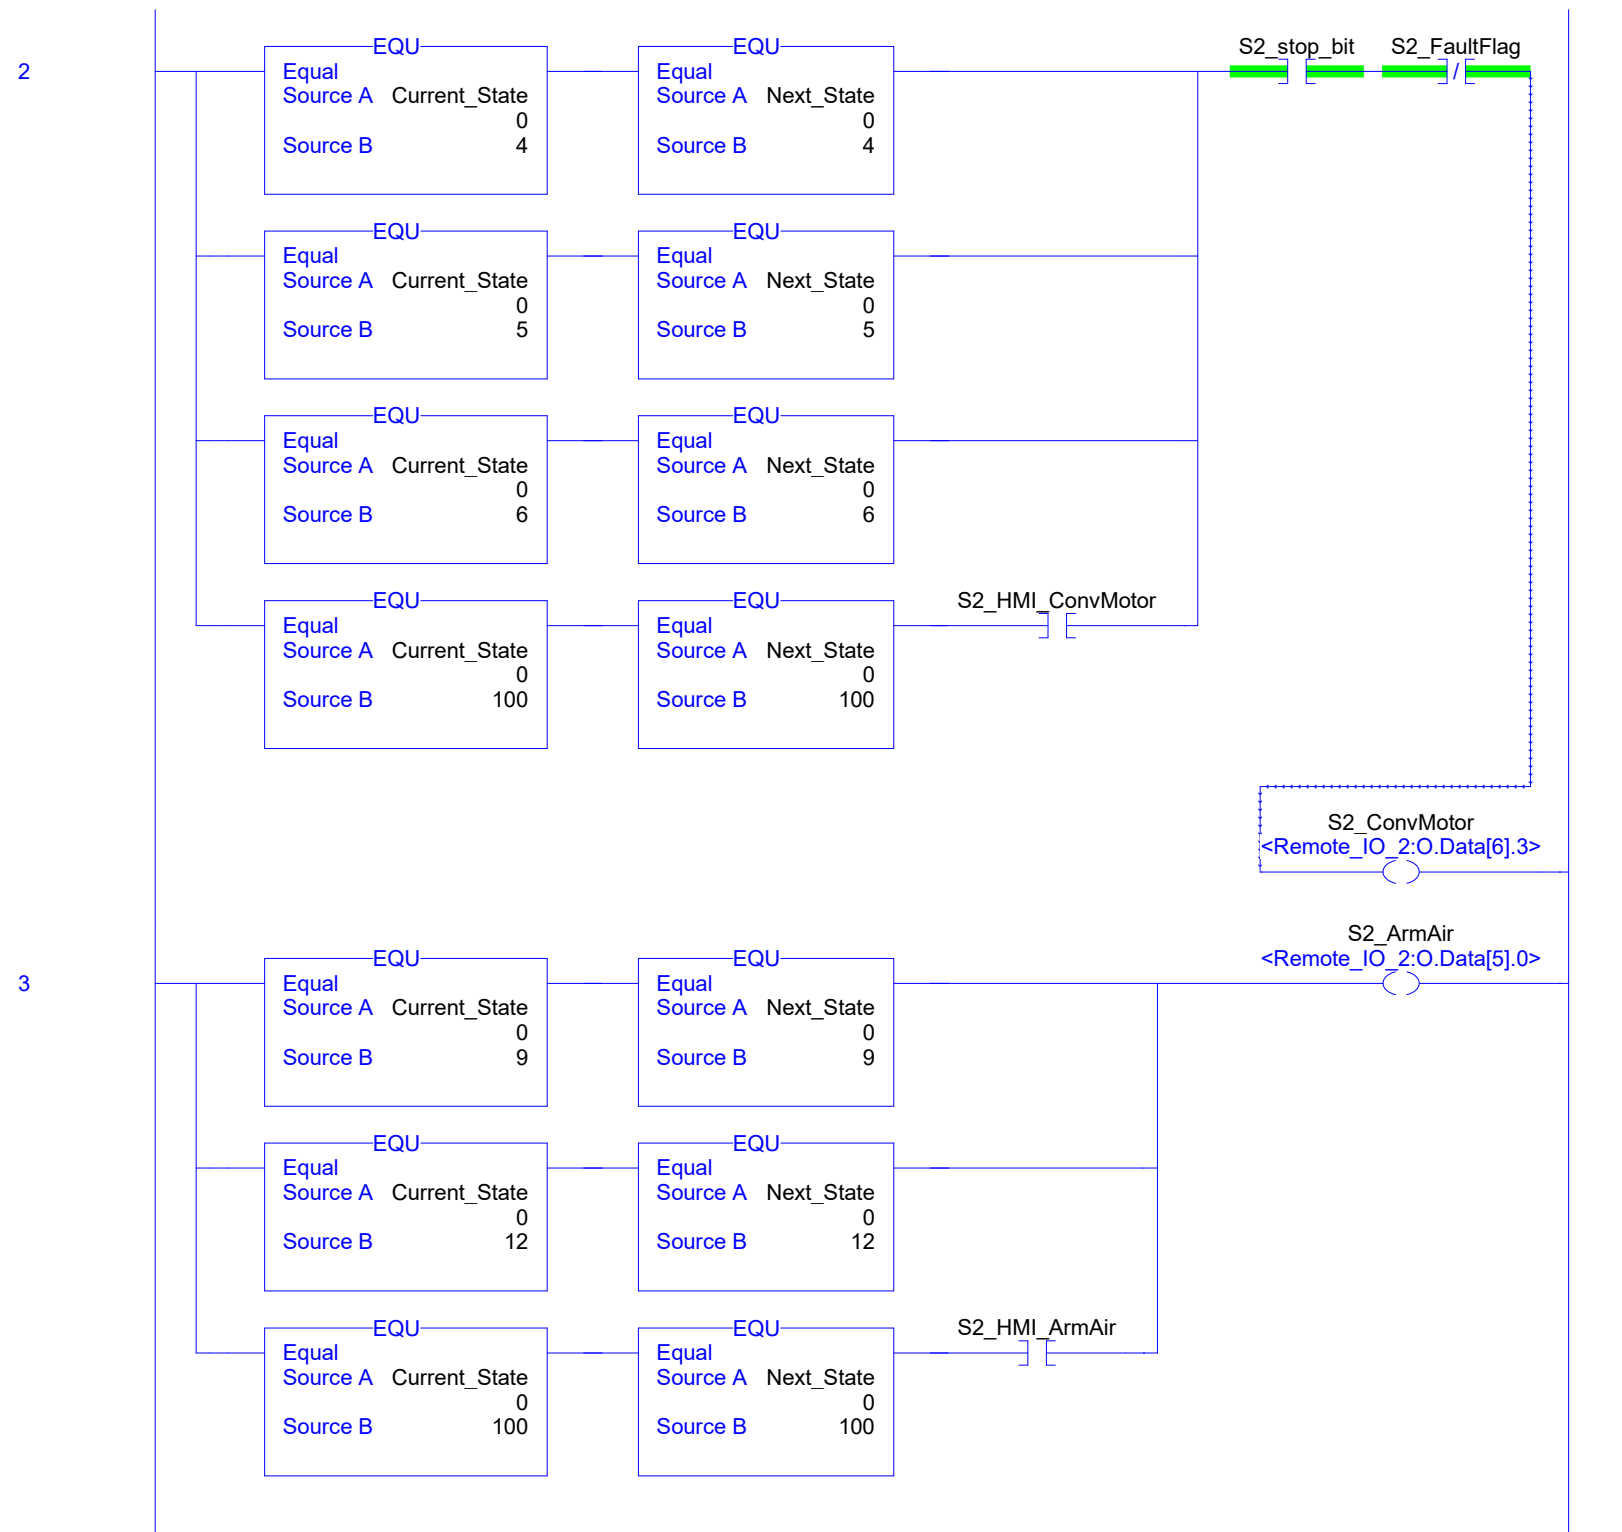 EQU EQU S2_stop_bit S2_FaultFlag
2 Equal Equal /
Source A Current_State Source A Next_State
0 0
Source B 4 Source B 4
EQU EQU
Equal Equal
Source A Current_State Source A Next_State
0 0
Source B 5 Source B 5
EQU EQU
Equal Equal
Source A Current_State Source A Next_State
0 0
Source B 6 Source B 6
EQU EQU S2_HMI_ConvMotor
Equal Equal
Source A Current_State Source A Next_State
0 0
Source B 100 Source B 100
S2_ConvMotor
<Remote_IO_2:O.Data[6].3>
S2_ArmAir
EQU EQU <Remote_IO_2:O.Data[5].0>
3 Equal Equal
Source A Current_State Source A Next_State
0 0
Source B 9 Source B 9
EQU EQU
Equal Equal
Source A Current_State Source A Next_State
0 0
Source B 12 Source B 12
EQU EQU S2_HMI_ArmAir
Equal Equal
Source A Current_State Source A Next_State
0 0
Source B 100 Source B 100